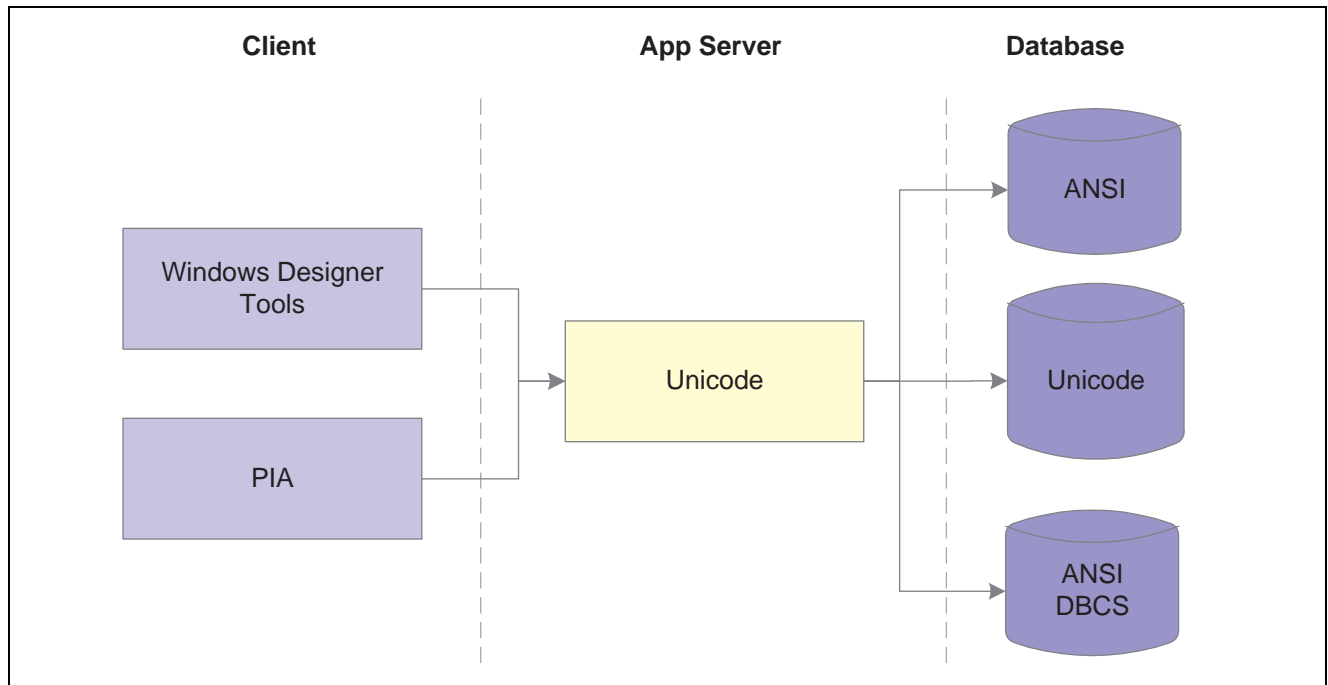 Client
App Server
Database
Windows Designer
Tools
PIA
Unicode
ANSI
Unicode
ANSI
DBCS